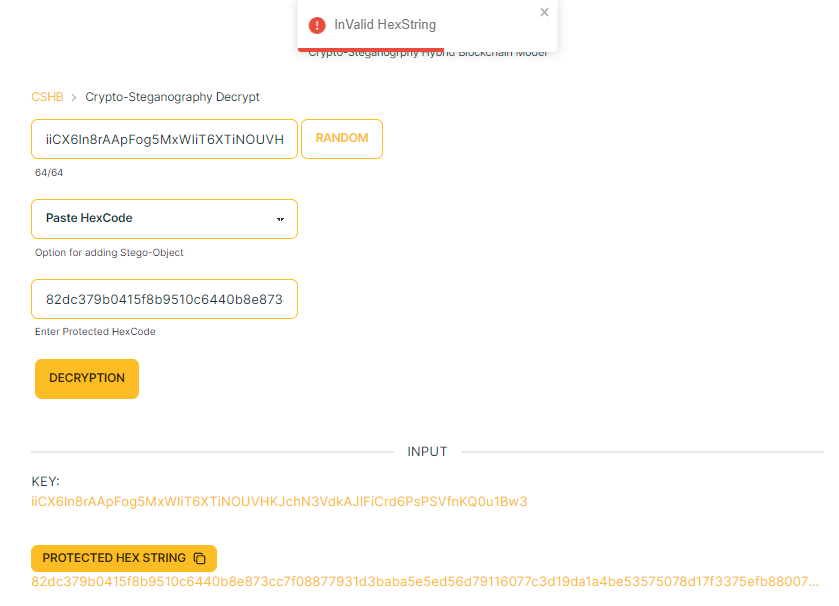 InValid HexString
Crypto-Steganogrphy Hybrid Blockchain Model
CSHB > Crypto-Steganography Decrypt
iiCX6In8rAApFog5MxWIiT6XTiNOUVH RANDOM
64/64
Paste HexCode
Option for adding Stego-Object
82dc379b0415f8b9510c6440b8e873
Enter Protected HexCode
DECRYPTION
INPUT
KEY:
iiCX6In8rAApFog5MxWIiT6XTiNOUVHKJchN3VdkAJIFiCrd6PsPSVfnKQ0u1Bw3
PROTECTED HEX STRING
82dc379b0415f8b9510c6440b8e873cc7f08877931d3baba5e5ed56d79116077c3d19da1a4be53575078d17f3375efb88007...